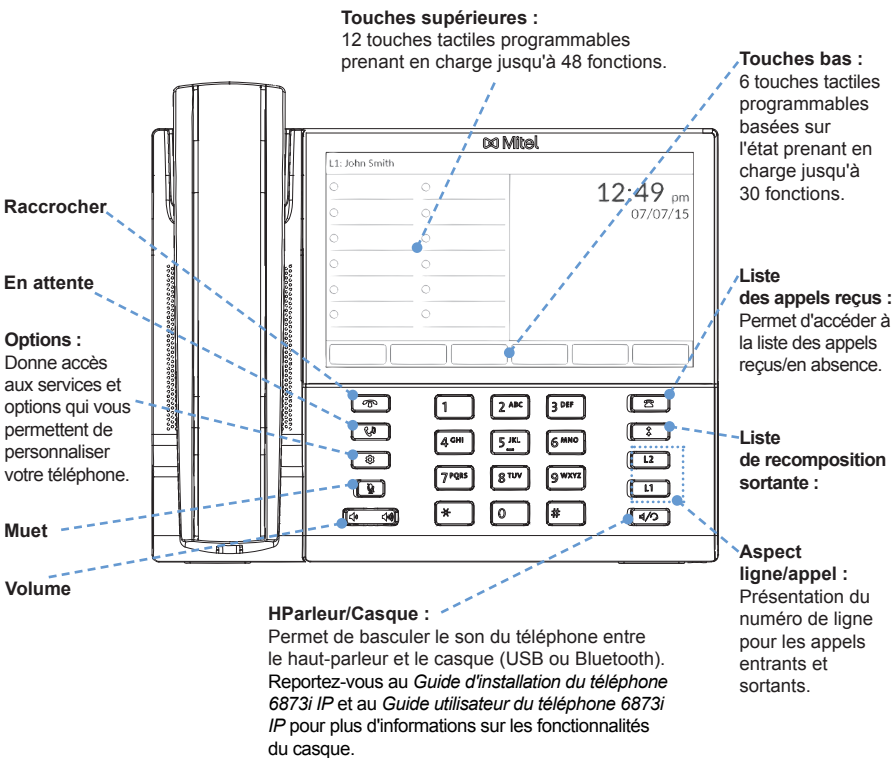 Touches supérieures :
12 touches tactiles programmables
prenant en charge jusqu'à 48 fonctions.
Touches bas :
6 touches tactiles
programmables
basées sur
l'état prenant en
charge jusqu'à
30 fonctions.
Mitel
L1: John Smith
12:49 pm
07/07/15
Raccrocher
En attente
Options :
Donne accès
aux services et
options qui vous
permettent de
personnaliser
votre téléphone.
Muet
Volume
1 2 ABC 3 DEF
4 GHI 5 JKL 6 MNO
7 PQRS 8 TUV 9 WXYZ
* 0 #
L2
L1
Liste
des appels reçus :
Permet d'accéder à
la liste des appels
reçus/en absence.
Liste
de recomposition
sortante :
Aspect
ligne/appel :
Présentation du
numéro de ligne
pour les appels
entrants et
sortants.
HParleur/Casque :
Permet de basculer le son du téléphone entre
le haut-parleur et le casque (USB ou Bluetooth).
Reportez-vous au Guide d'installation du téléphone
6873i IP et au Guide utilisateur du téléphone 6873i
IP pour plus d'informations sur les fonctionnalités
du casque.